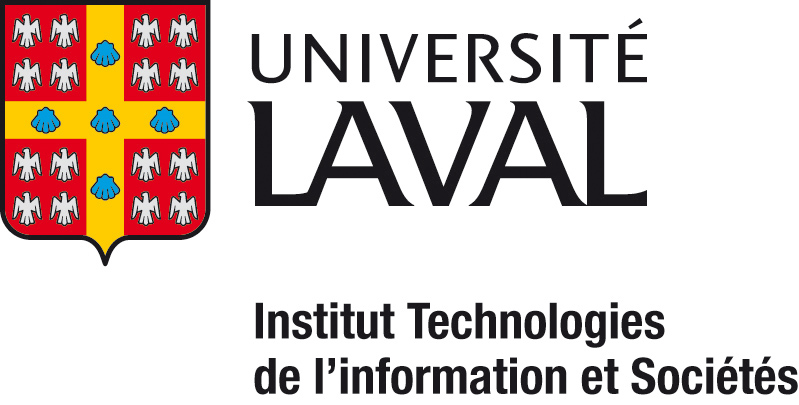 UNIVERSITÉ
LAVAL
Institut Technologies
de l’information et Sociétés